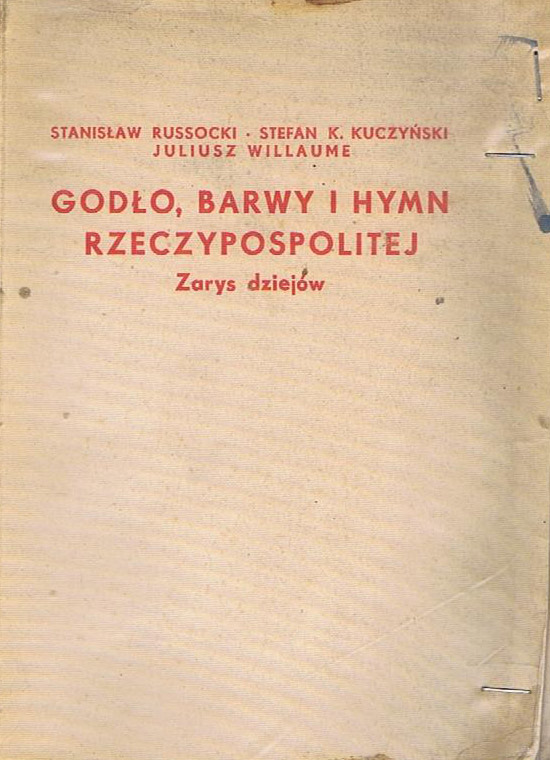 STANISŁAW RUSSOCKI · STEFAN K. KUCZYŃSKI
JULIUSZ WILLAUME
GODŁO, BARWY I HYMN
RZECZYPOSPOLITEJ
Zarys dziejów